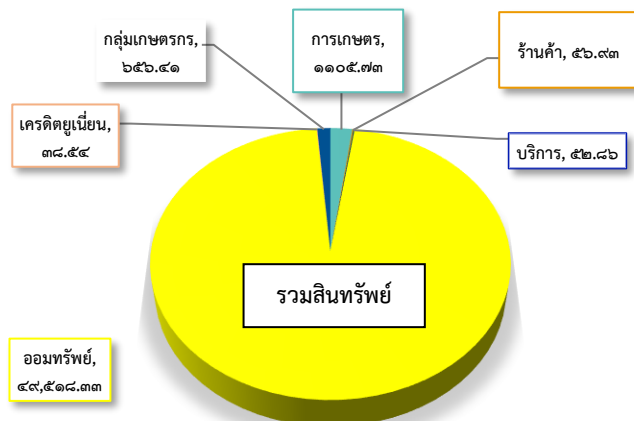 กลุ่มเกษตรกร,
๖๕๖.๔๑
การเกษตร,
๑๑๐๕.๗๓
ร้านค้า, ๕๖.๙๓
เครดิตยูเนี่ยน,
๓๘.๕๔
บริการ, ๕๒.๘๖
รวมสินทรัพย์
ออมทรัพย์,
๔๙,๕๑๘.๓๓